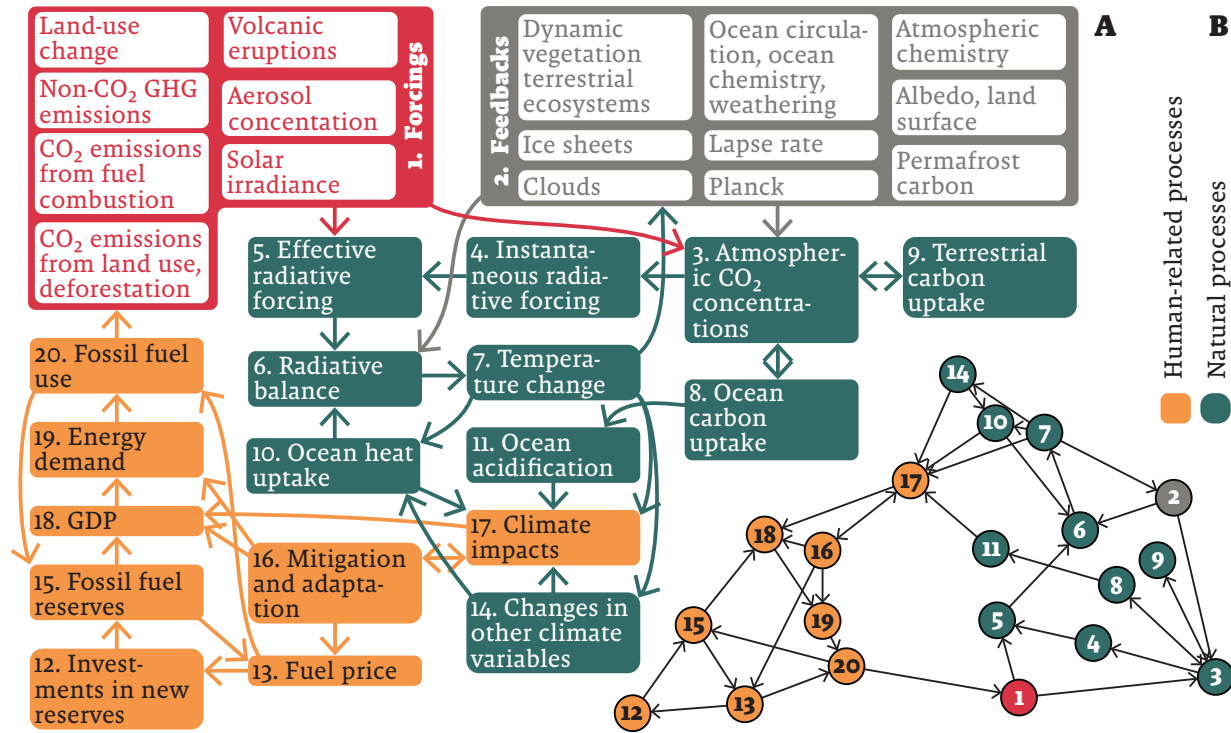 Land-use
change
Non-CO₂ GHG
emissions
CO₂ emissions
from fuel
combustion
CO₂ emissions
from land use,
deforestation
Volcanic
eruptions
Aerosol
concentation
Solar
irradiance
1. Forcings
2. Feedbacks
Dynamic
vegetation
terrestrial
ecosystems
Ice sheets
Clouds
Ocean circula-
tion, ocean
chemistry,
weathering
Lapse rate
Planck
Atmospheric
chemistry
Albedo, land
surface
Permafrost
carbon
A
B
Human-related processes
Natural processes
5. Effective
radiative
forcing
4. Instanta-
neous radia-
tive forcing
3. Atmospher-
ic CO₂
concentra-
tions
9. Terrestrial
carbon
uptake
20. Fossil fuel
use
6. Radiative
balance
7. Tempera-
ture change
8. Ocean
carbon
uptake
19. Energy
demand
10. Ocean heat
uptake
11. Ocean
acidification
18. GDP
17. Climate
impacts
16. Mitigation
and adapta-
tion
15. Fossil fuel
reserves
14. Changes in
other climate
variables
12. Invest-
ments in new
reserves
13. Fuel price
14
10
7
17
2
18
16
6
11
9
8
15
19
5
4
20
3
12
13
1